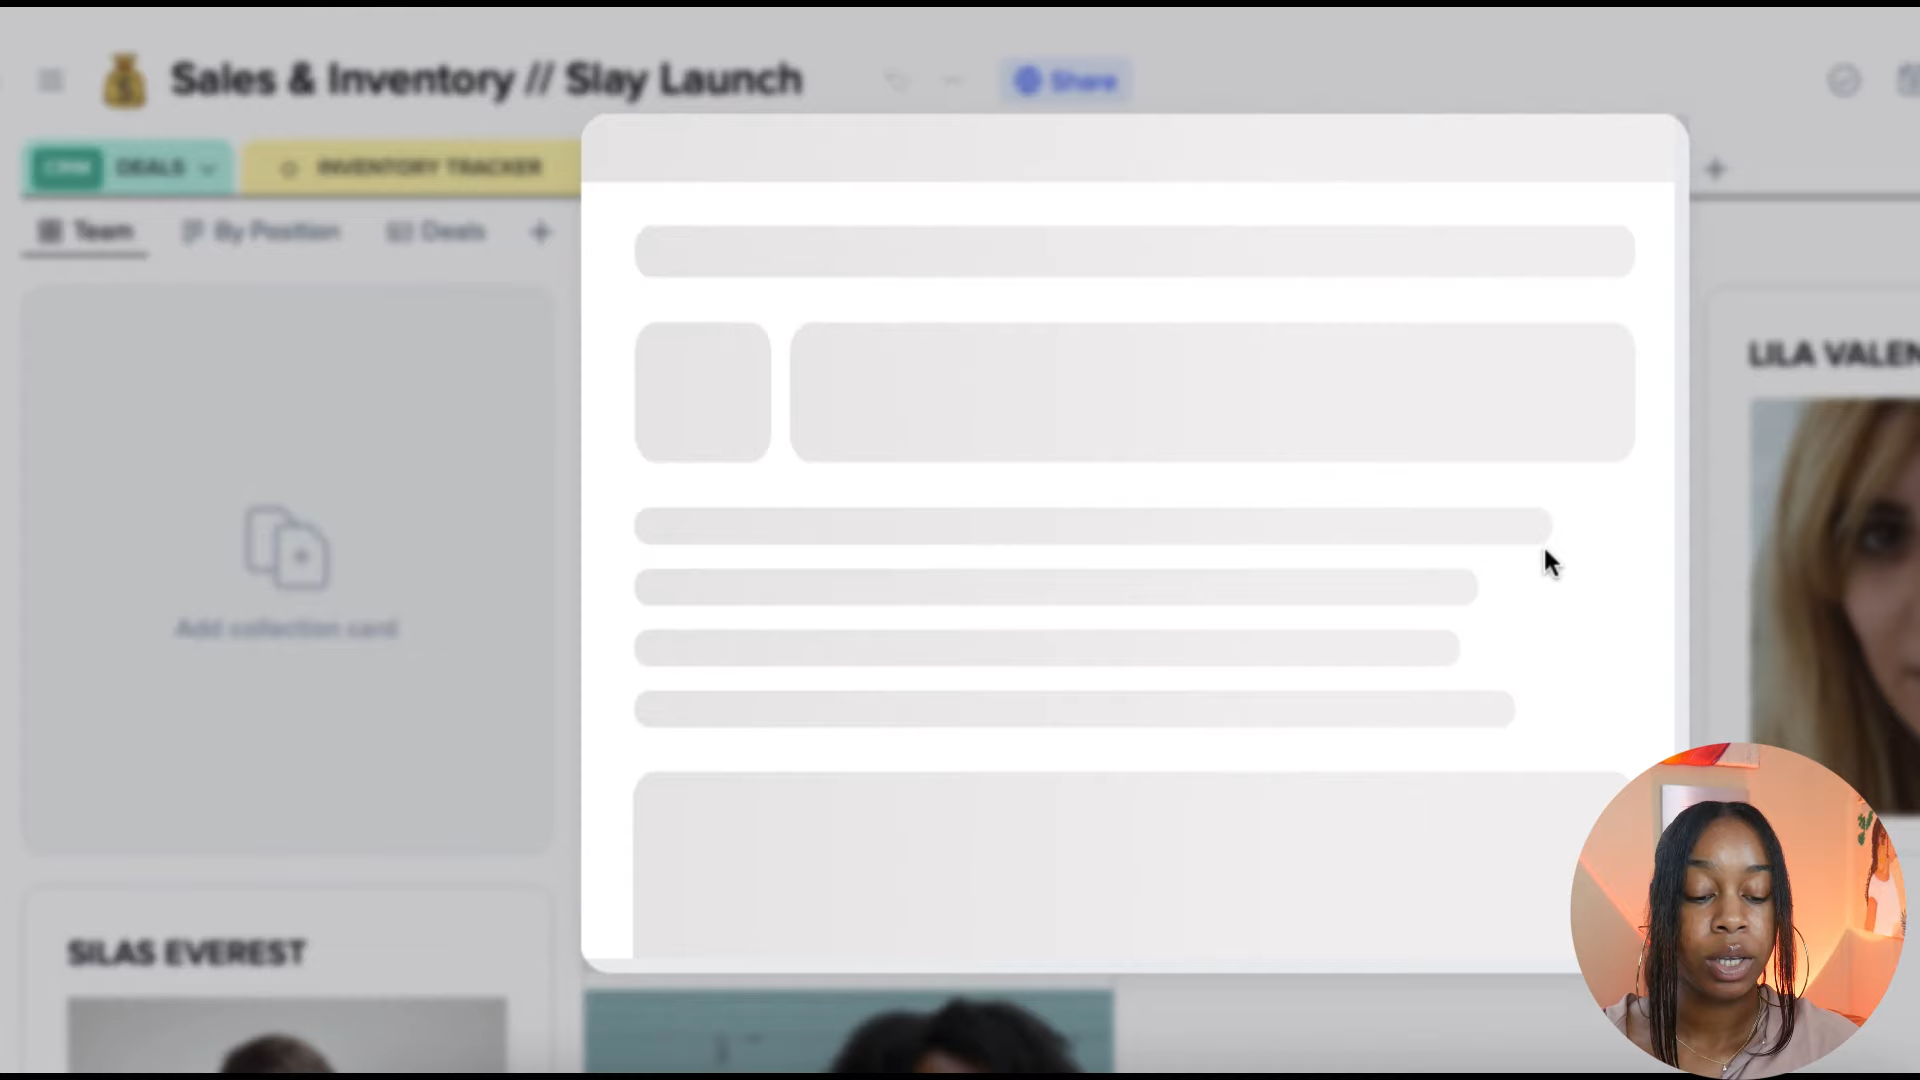 Sales & Inventory // Slay Launch
Share
CRM DEALS
INVENTORY TRACKER
Team
By Position
Deals
Add collection card
LILA VALEN
SILAS EVEREST